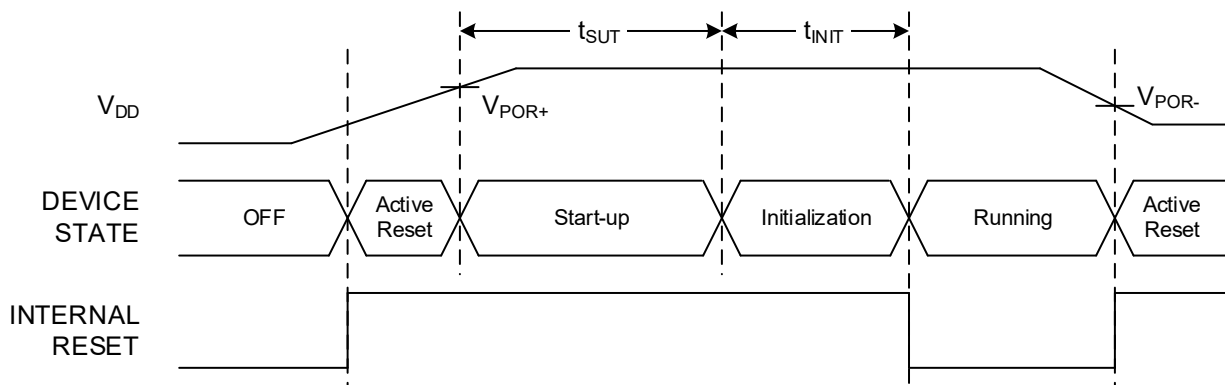 tSUT
tINIT
VDD
VPOR+
VPOR-
DEVICE
STATE
OFF
Active
Reset
Start-up
Initialization
Running
Active
Reset
INTERNAL
RESET